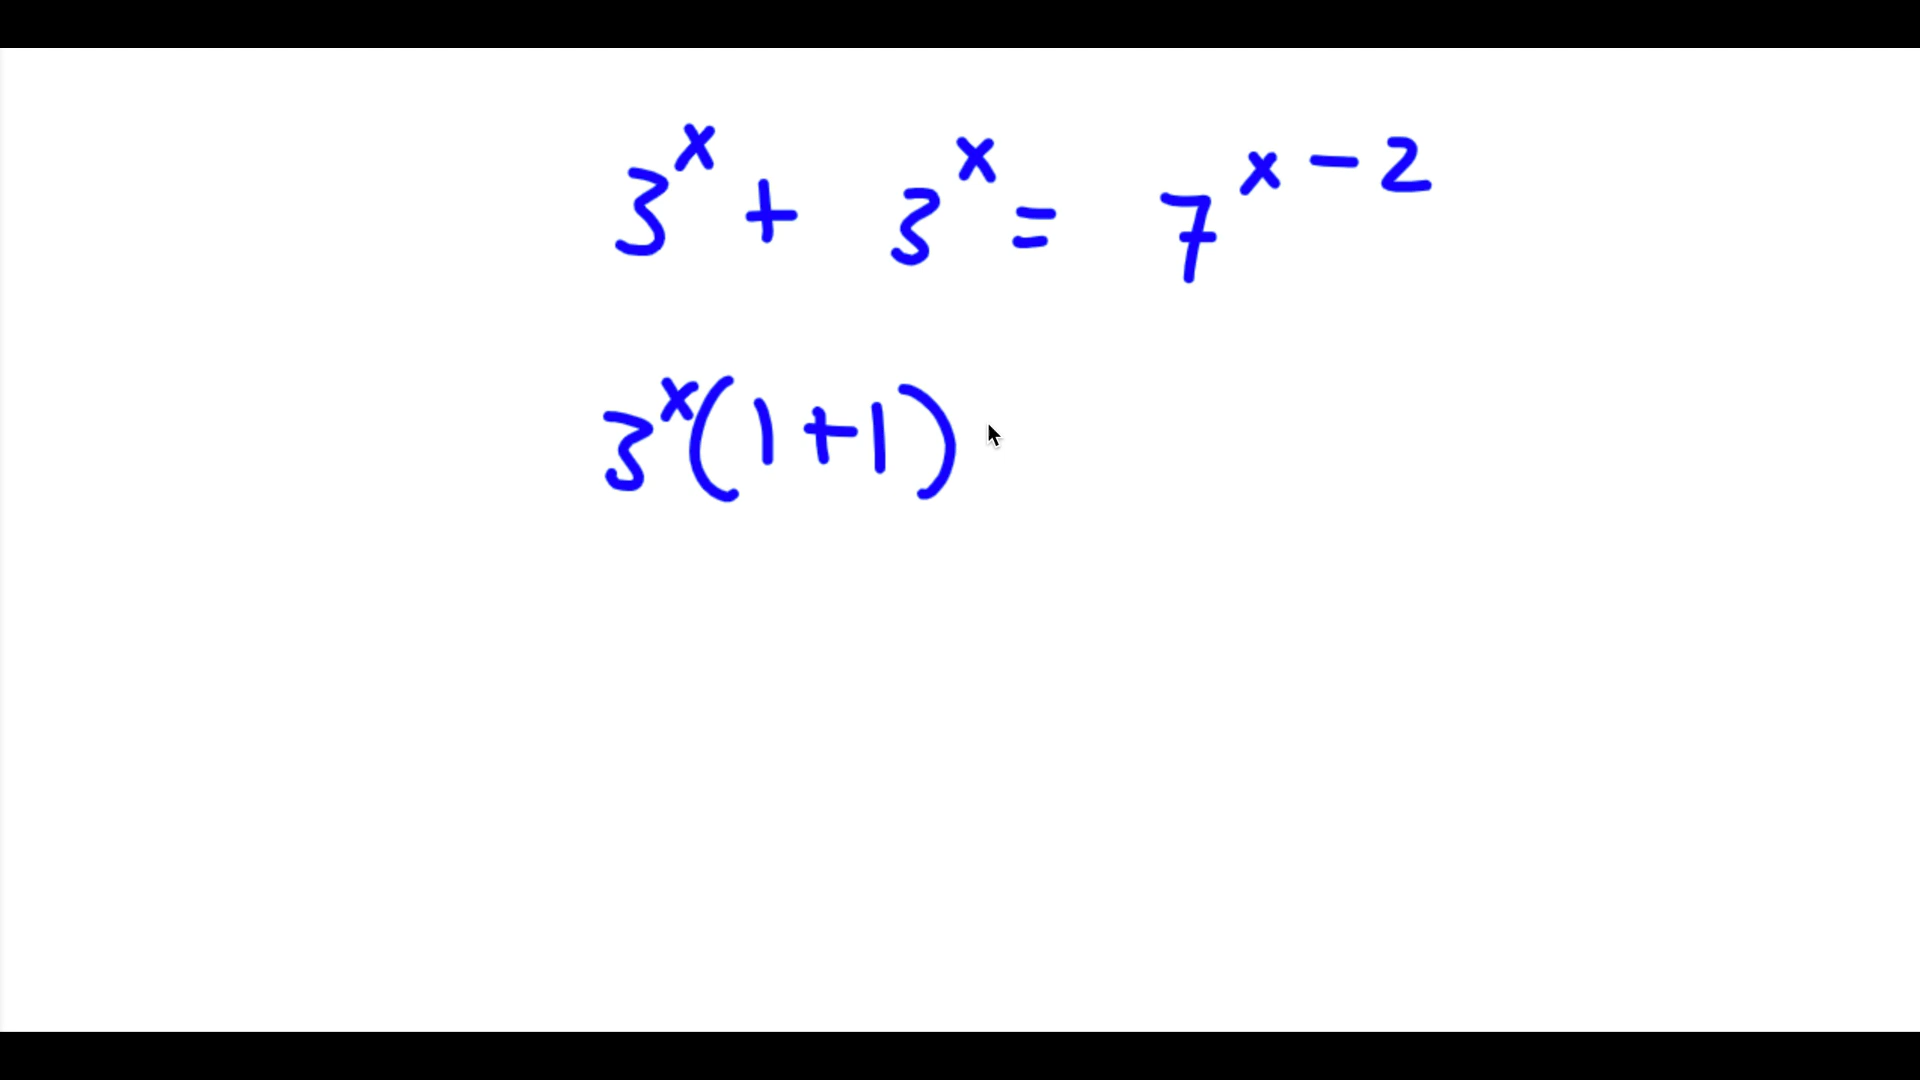 3^x + 3^x = 7^x-2
3^x(1+1)